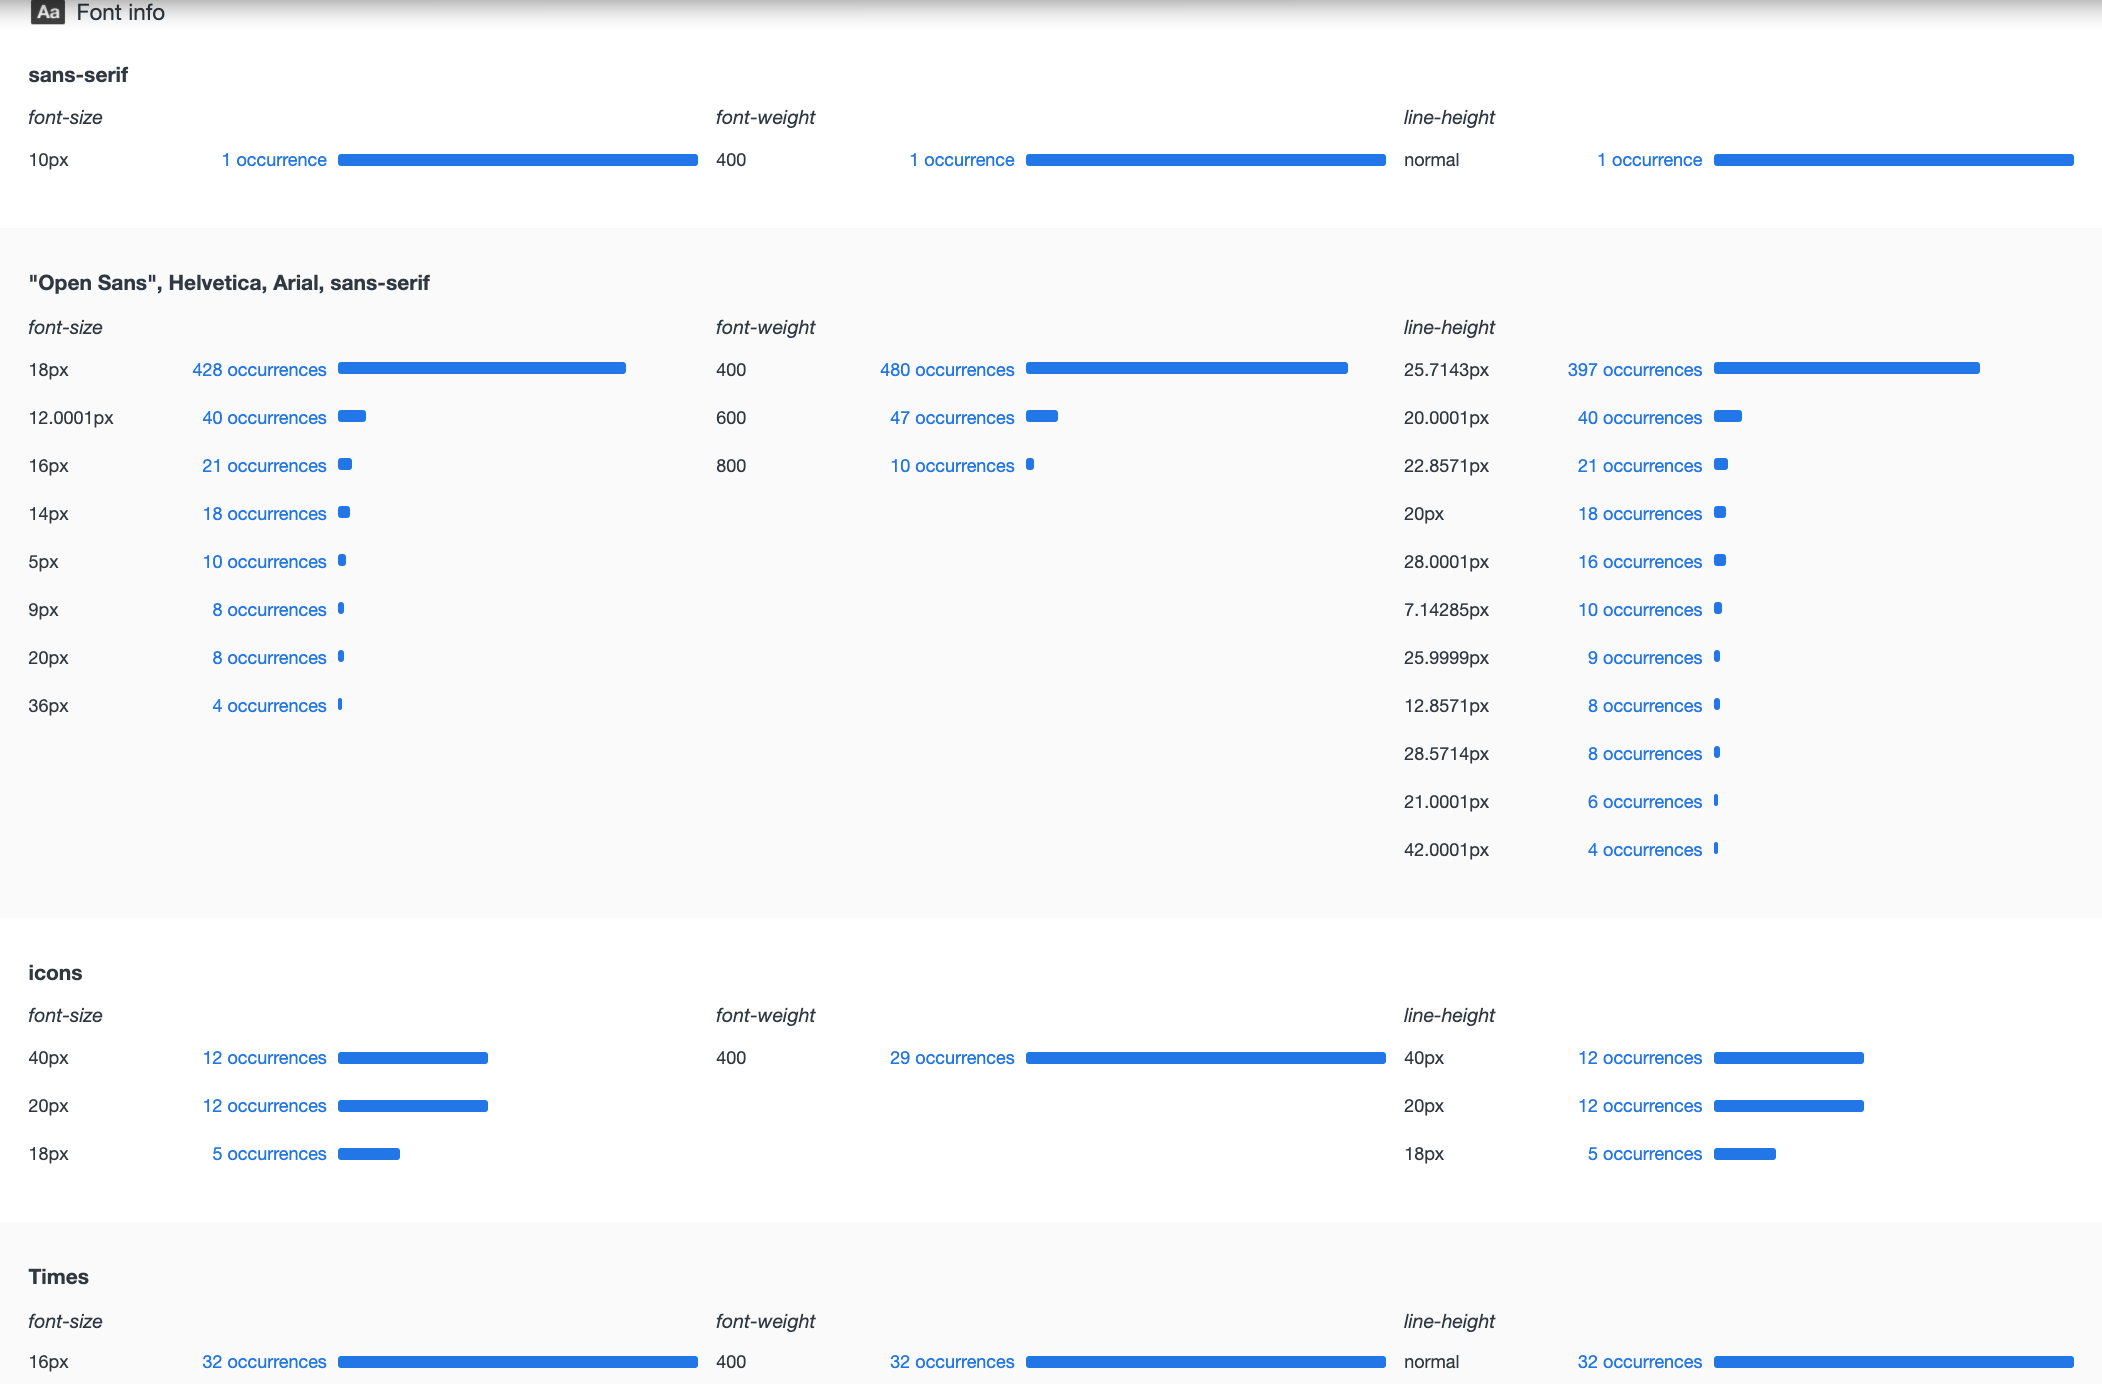 Aa Font info
sans-serif
font-size font-weight line-height
10px 1 occurrence 400 1 occurrence normal 1 occurrence
"Open Sans", Helvetica, Arial, sans-serif
font-size font-weight line-height
18px 428 occurrences 400 480 occurrences 25.7143px 397 occurrences
12.0001px 40 occurrences 600 47 occurrences 20.0001px 40 occurrences
16px 21 occurrences 800 10 occurrences 22.8571px 21 occurrences
14px 18 occurrences 20px 18 occurrences
5px 10 occurrences 28.0001px 16 occurrences
9px 8 occurrences 7.14285px 10 occurrences
20px 8 occurrences 25.9999px 9 occurrences
36px 4 occurrences 12.8571px 8 occurrences
28.5714px 8 occurrences
21.0001px 6 occurrences
42.0001px 4 occurrences
icons
font-size font-weight line-height
40px 12 occurrences 400 29 occurrences 40px 12 occurrences
20px 12 occurrences 20px 12 occurrences
18px 5 occurrences 18px 5 occurrences
Times
font-size font-weight line-height
16px 32 occurrences 400 32 occurrences normal 32 occurrences